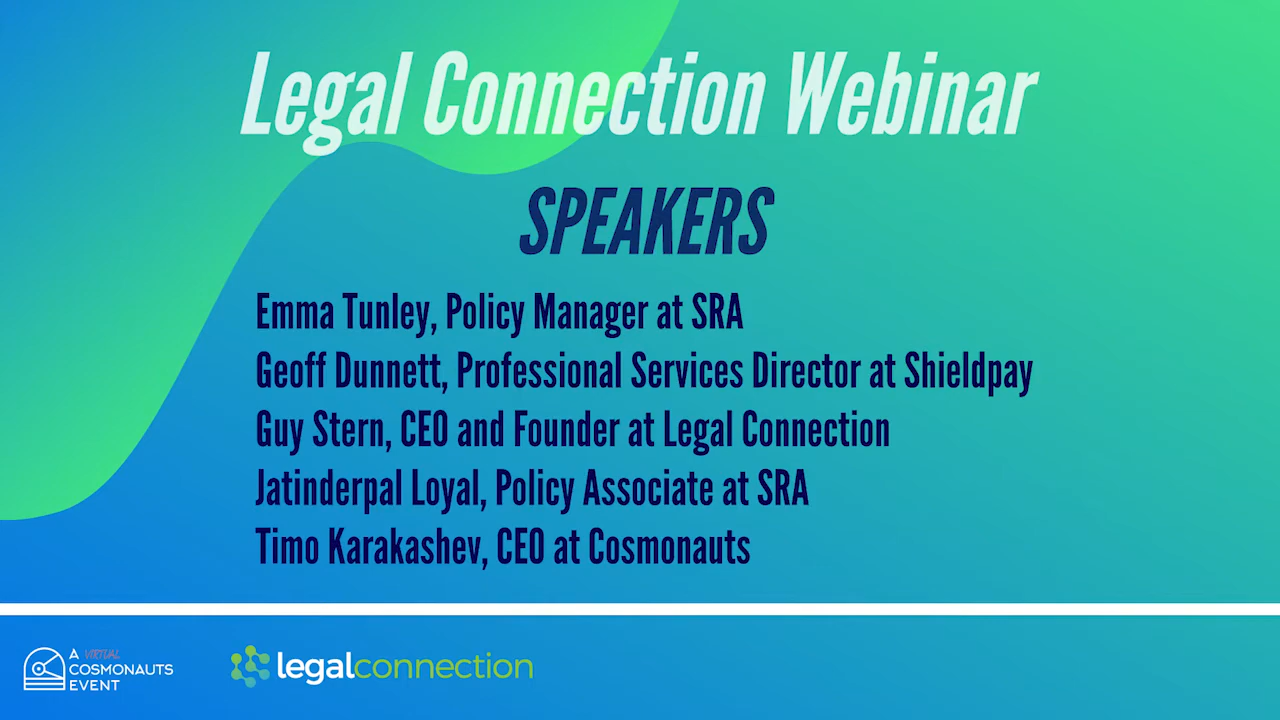 Legal Connection Webinar
SPEAKERS
Emma Tunley, Policy Manager at SRA
Geoff Dunnett, Professional Services Director at Shieldpay
Guy Stern, CEO and Founder at Legal Connection
Jatinderpal Loyal, Policy Associate at SRA
Timo Karakashev, CEO at Cosmonauts
A VIRTUAL
COSMONAUTS
EVENT
legalconnection